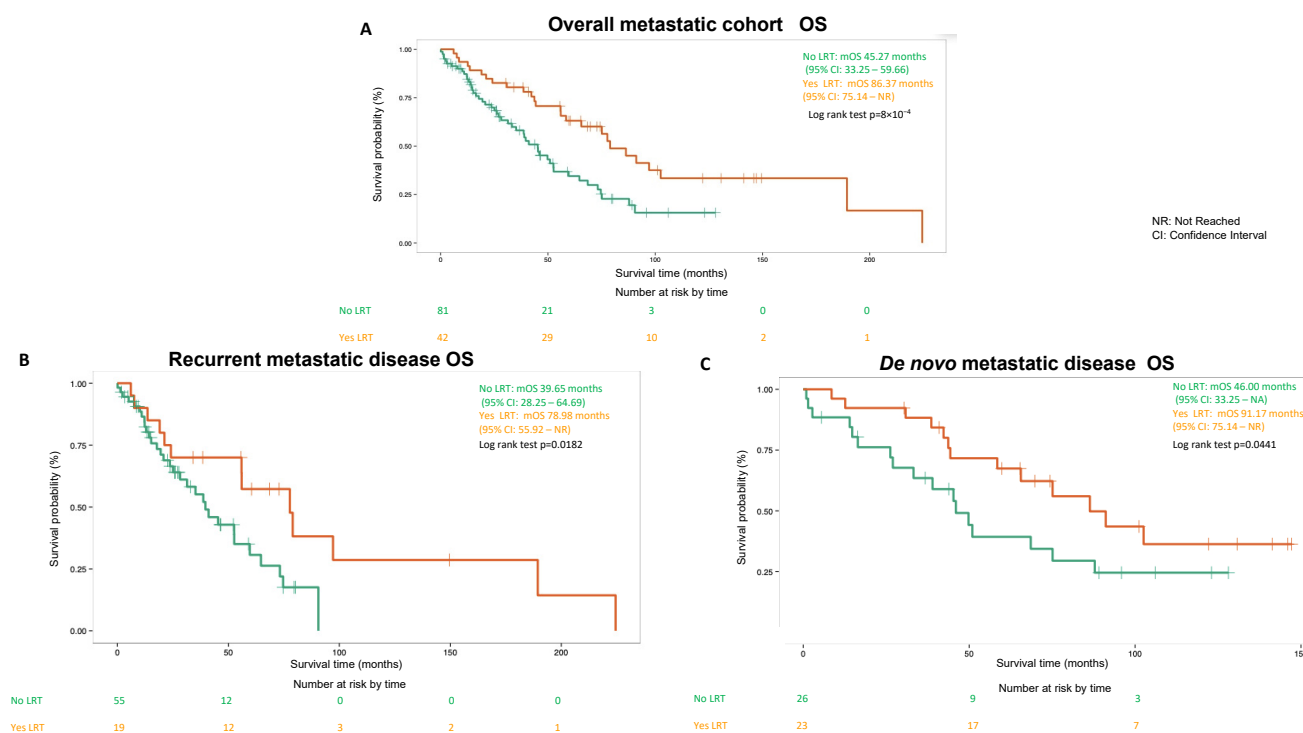 A
Overall metastatic cohort OS
No LRT: mOS 45.27 months
(95% CI: 33.25 – 59.66)
Yes LRT: mOS 86.37 months
(95% CI: 75.14 – NR)
Log rank test p=8×10⁻⁴
Survival probability (%)
1.00
0.75
0.50
0.25
0.00
0 50 100 150 200
Survival time (months)
Number at risk by time
No LRT 81 21 3 0 0
Yes LRT 42 29 10 2 1
NR: Not Reached
CI: Confidence Interval
B
Recurrent metastatic disease OS
No LRT: mOS 39.65 months
(95% CI: 28.25 – 64.69)
Yes LRT: mOS 78.98 months
(95% CI: 55.92 – NR)
Log rank test p=0.0182
Survival probability (%)
1.00
0.75
0.50
0.25
0.00
0 50 100 150 200
Survival time (months)
Number at risk by time
No LRT 55 12 0 0 0
Yes LRT 19 12 3 2 1
C
De novo metastatic disease OS
No LRT: mOS 46.00 months
(95% CI: 33.25 – NA)
Yes LRT: mOS 91.17 months
(95% CI: 75.14 – NR)
Log rank test p=0.0441
Survival probability (%)
1.00
0.75
0.50
0.25
0 50 100 15
Survival time (months)
Number at risk by time
No LRT 26 9 3
Yes LRT 23 17 7